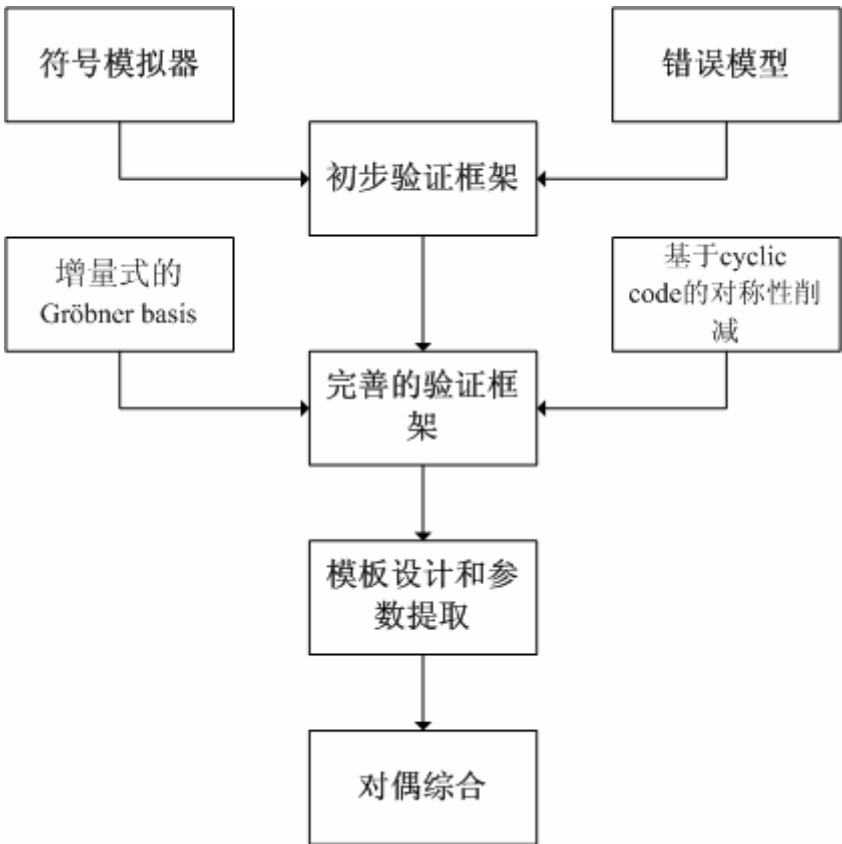 符号模拟器
错误模型
初步验证框架
增量式的
Gröbner basis
基于cyclic
code的对称性削
减
完善的验证框
架
模板设计和参
数提取
对偶综合